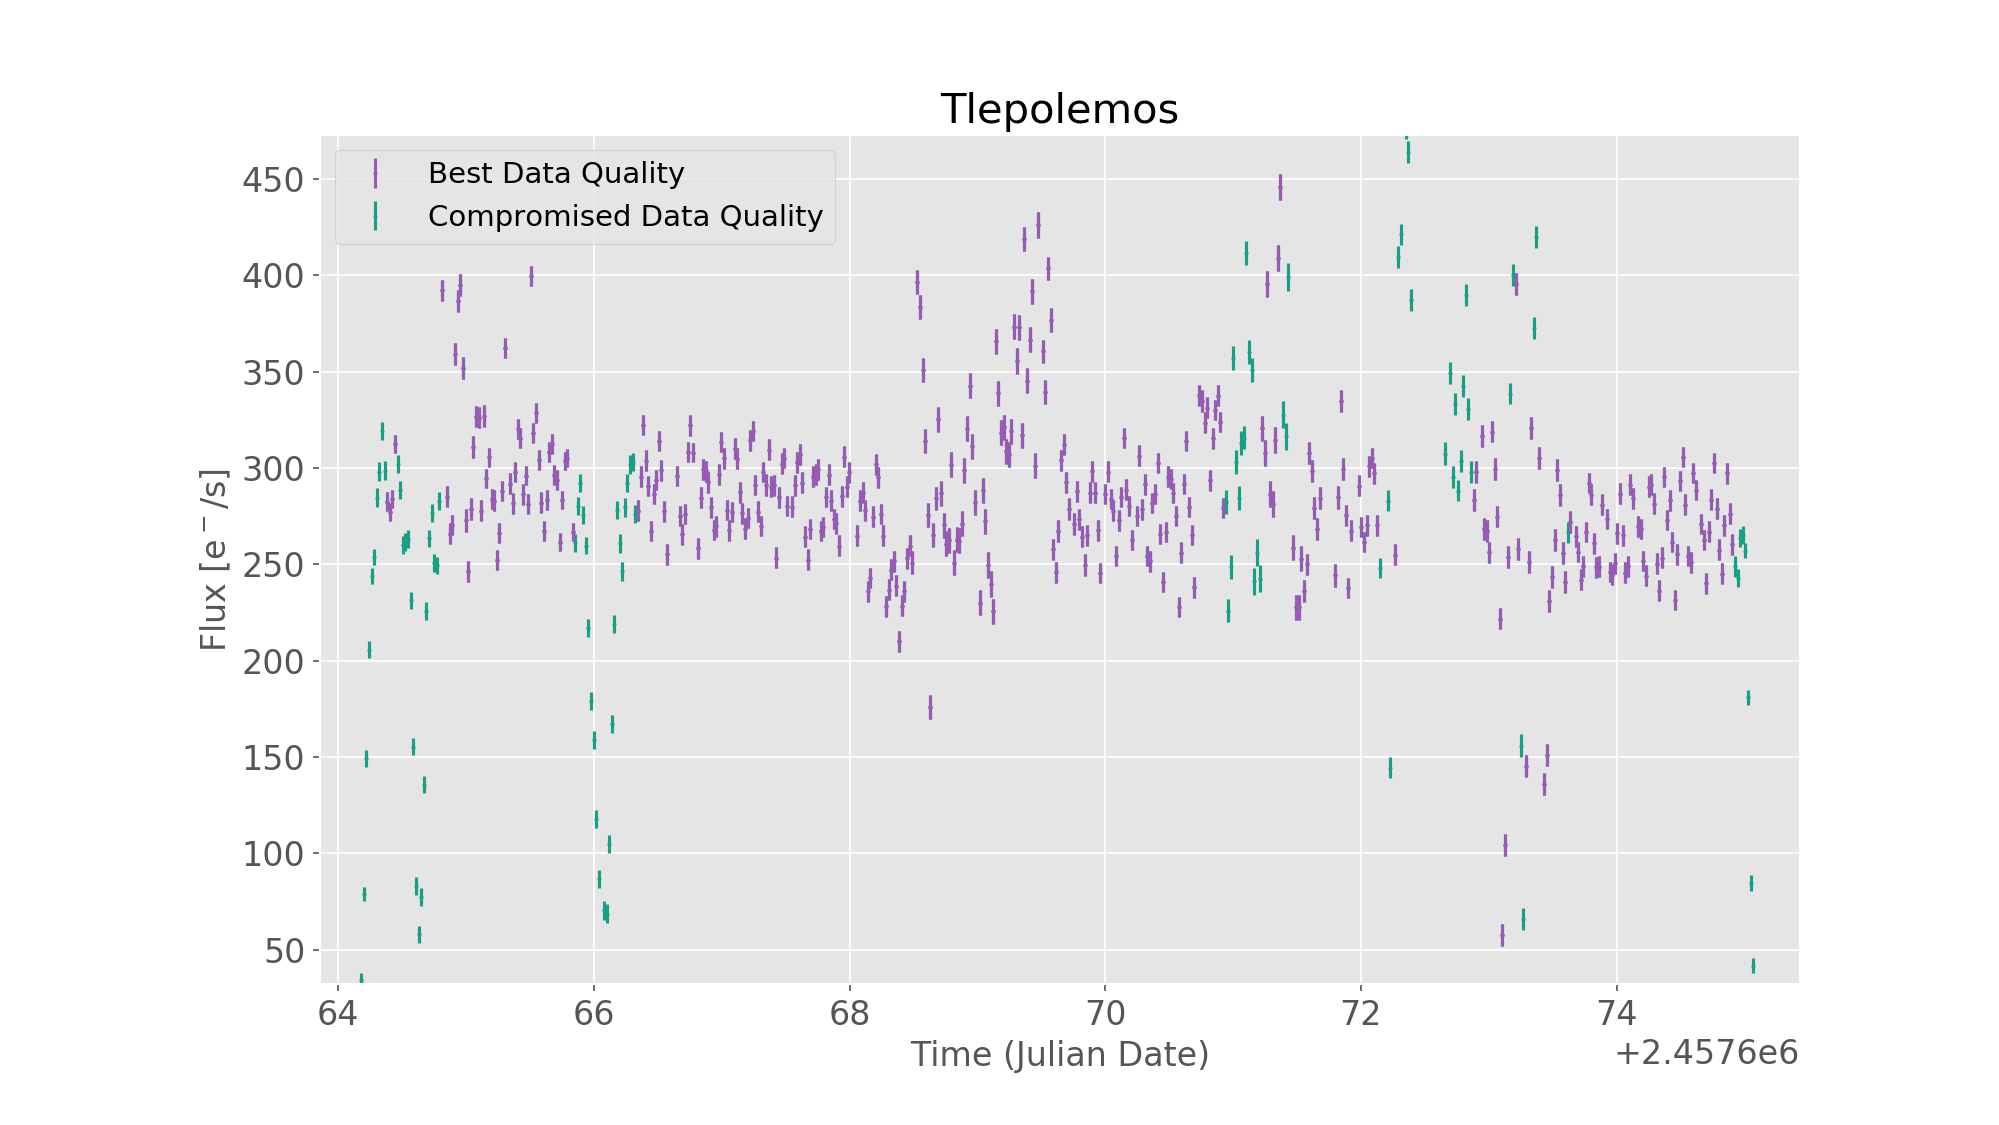 Tlepolemos
Best Data Quality
Compromised Data Quality
450
400
350
300
250
200
150
100
50
Flux [e⁻/s]
64 66 68 70 72 74
Time (Julian Date)
+2.4576e6